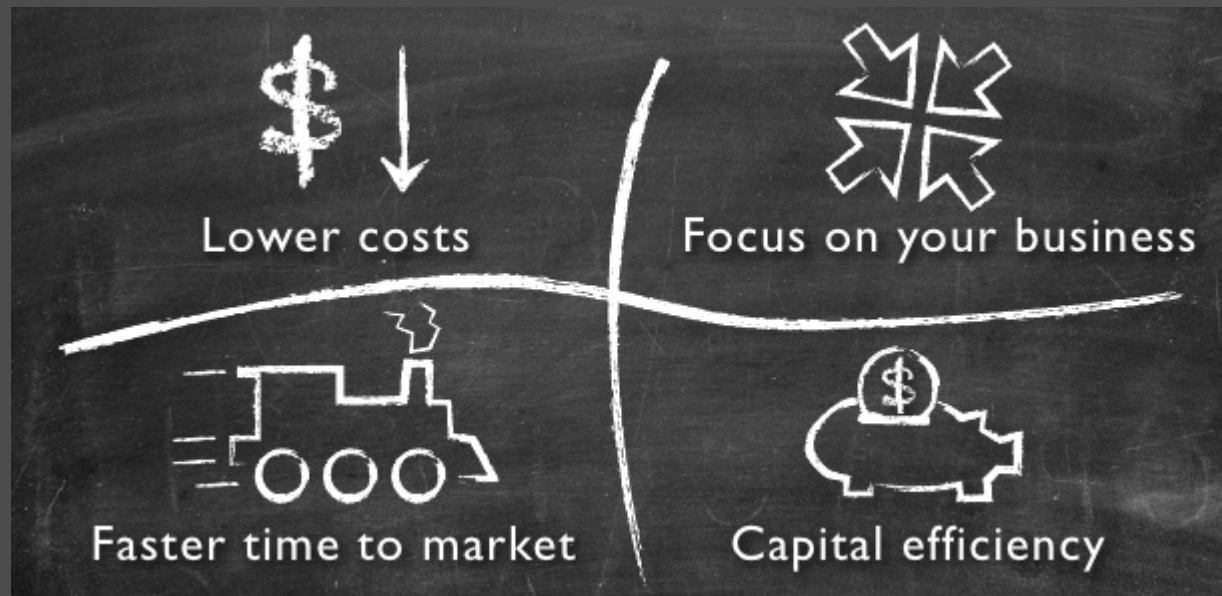 $
Lower costs
Focus on your business
Faster time to market
$
Capital efficiency